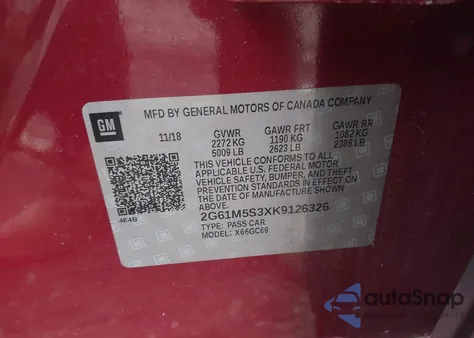 GM
MFD BY GENERAL MOTORS OF CANADA COMPANY
11/18 GVWR GAWR FRT GAWR RR
2272 KG 1190 KG 1082 KG
5009 LB 2623 LB 2386 LB
THIS VEHICLE CONFORMS TO ALL
APPLICABLE U.S. FEDERAL MOTOR
VEHICLE SAFETY, BUMPER, AND THEFT
PREVENTION STANDARDS IN EFFECT ON
THE DATE OF MANUFACTURE SHOWN
ABOVE.
4E4B
2G61M5S3XK9126326
TYPE: PASS CAR
MODEL: X66GC69
autoSnap